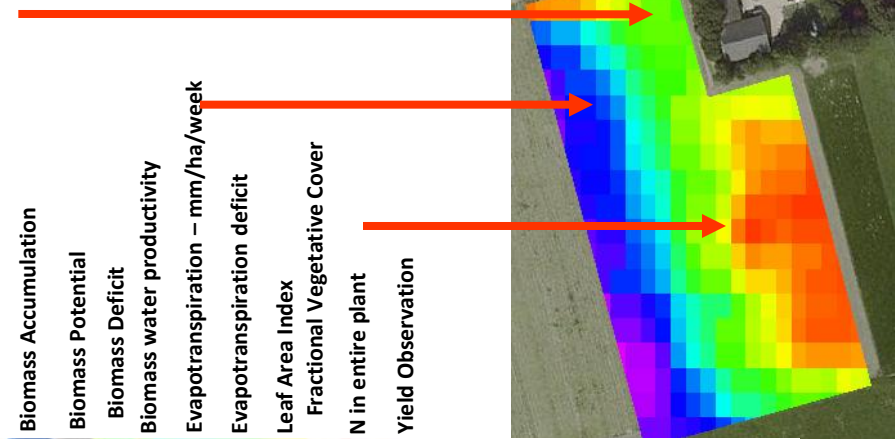 Biomass Accumulation
Biomass Potential
Biomass Deficit
Biomass water productivity
Evapotranspiration – mm/ha/week
Evapotranspiration deficit
Leaf Area Index
Fractional Vegetative Cover
N in entire plant
Yield Observation